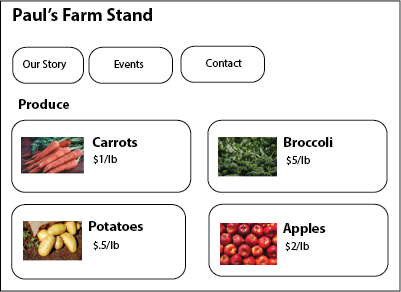 Paul's Farm Stand
Our Story
Events
Contact
Produce
Carrots
$1/lb
Broccoli
$5/lb
Potatoes
$.5/lb
Apples
$2/lb